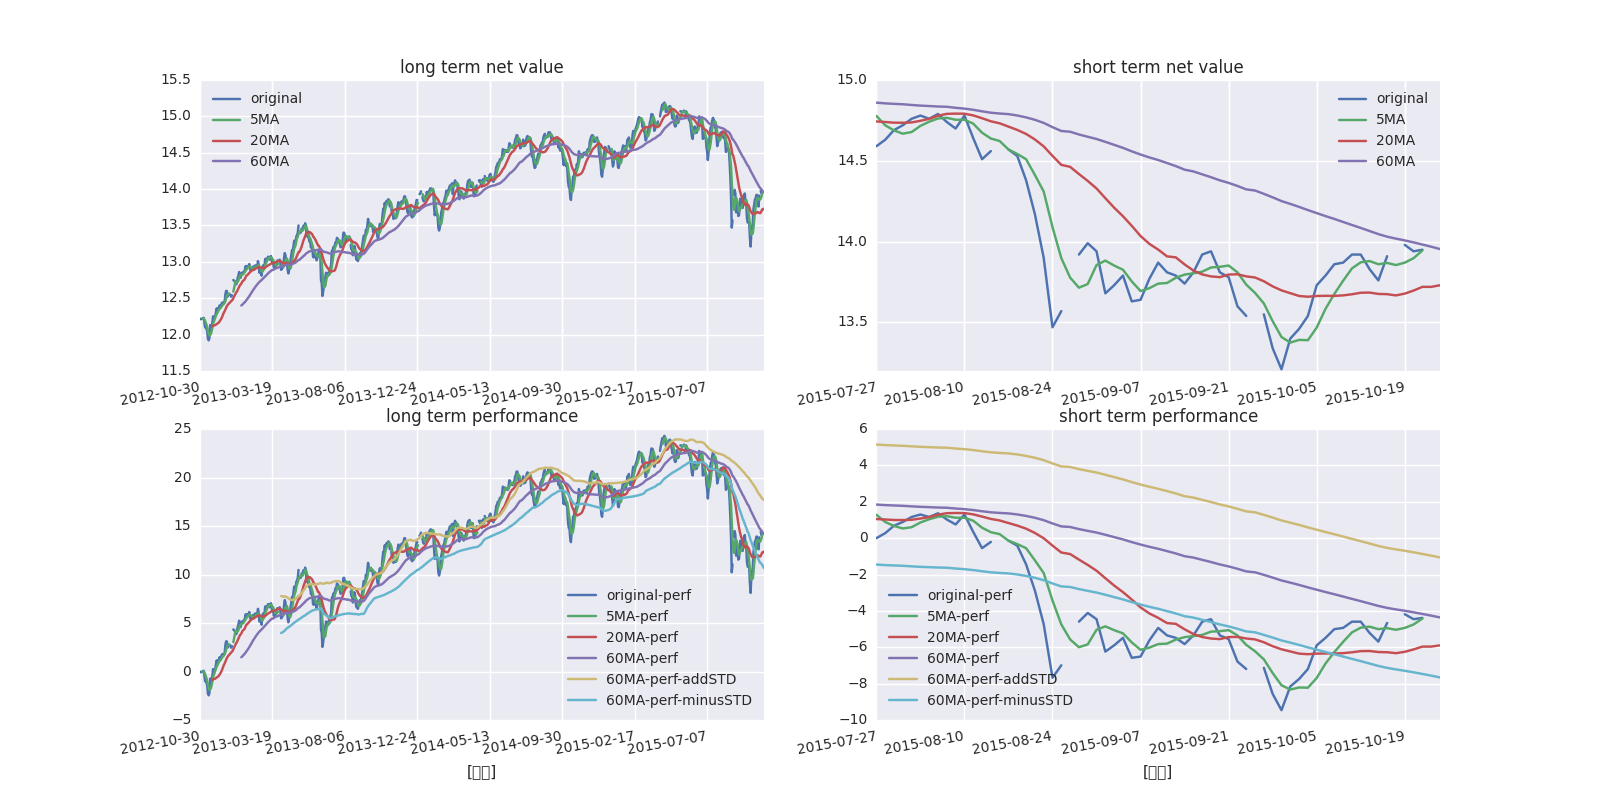 long term net value
15.5
15.0
14.5
14.0
13.5
13.0
12.5
12.0
11.5
original
5MA
20MA
60MA
2012-10-30
2013-03-19
2013-08-06
2013-12-24
2014-05-13
2014-09-30
2015-02-17
2015-07-07
short term net value
15.0
14.5
14.0
13.5
original
5MA
20MA
60MA
2015-07-27
2015-08-10
2015-08-24
2015-09-07
2015-09-21
2015-10-05
2015-10-19
long term performance
25
20
15
10
5
0
−5
original-perf
5MA-perf
20MA-perf
60MA-perf
60MA-perf-addSTD
60MA-perf-minusSTD
2012-10-30
2013-03-19
2013-08-06
2013-12-24
2014-05-13
2014-09-30
2015-02-17
2015-07-07
short term performance
6
4
2
0
−2
−4
−6
−8
−10
original-perf
5MA-perf
20MA-perf
60MA-perf
60MA-perf-addSTD
60MA-perf-minusSTD
2015-07-27
2015-08-10
2015-08-24
2015-09-07
2015-09-21
2015-10-05
2015-10-19